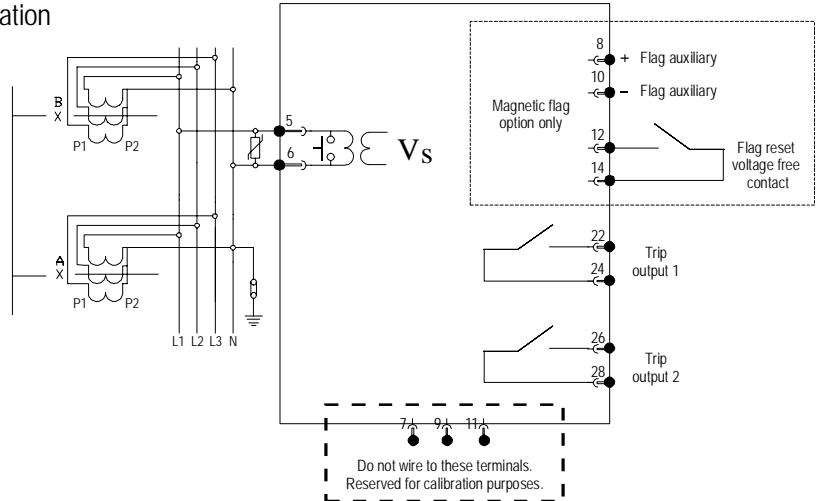 ation
B
X
P1 P2
A
X
P1 P2
L1 L2 L3 N
5
6
Vs
Magnetic flag
option only
8
+ Flag auxiliary
10
− Flag auxiliary
12
14
Flag reset
voltage free
contact
22
24
Trip
output 1
26
28
Trip
output 2
7 9 11
Do not wire to these terminals.
Reserved for calibration purposes.